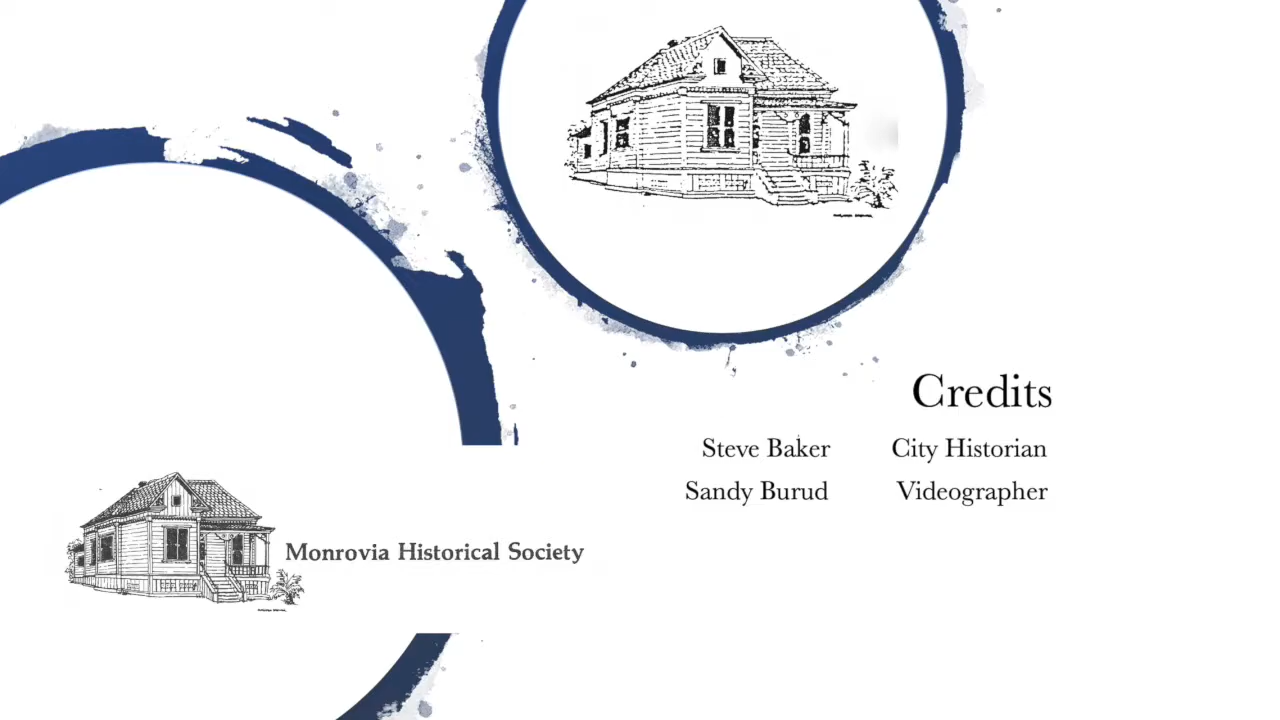 Credits
Steve Baker City Historian
Sandy Burud Videographer
Monrovia Historical Society